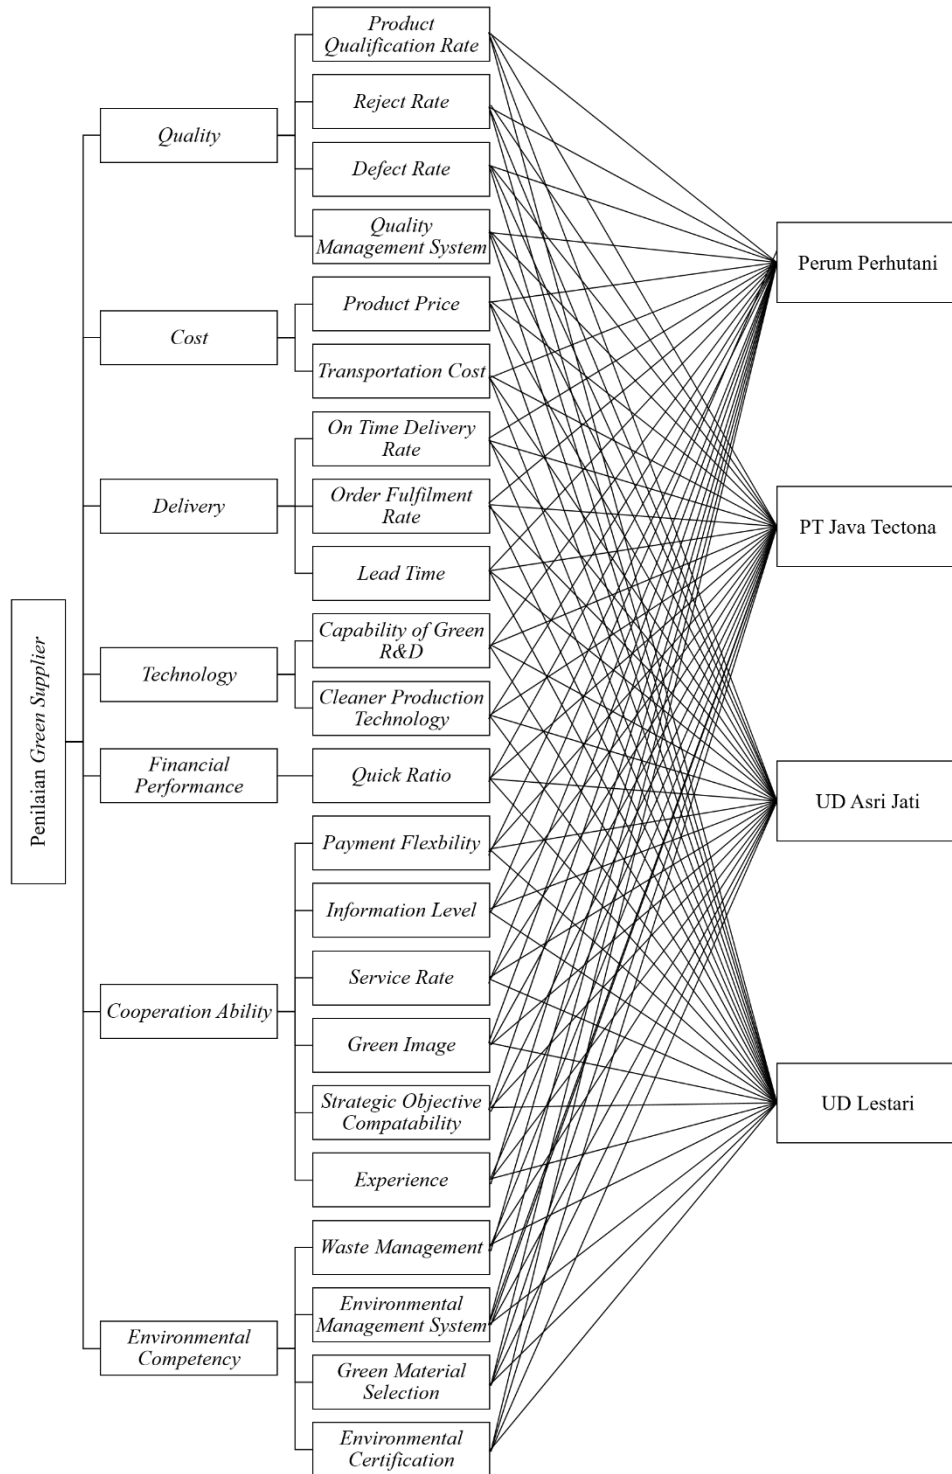 Penilaian Green Supplier
Quality
Cost
Delivery
Technology
Financial
Performance
Cooperation Ability
Environmental
Competency
Product
Qualification Rate
Reject Rate
Defect Rate
Quality
Management System
Product Price
Transportation Cost
On Time Delivery
Rate
Order Fulfilment
Rate
Lead Time
Capability of Green
R&D
Cleaner Production
Technology
Quick Ratio
Payment Flexbility
Information Level
Service Rate
Green Image
Strategic Objective
Compatability
Experience
Waste Management
Environmental
Management System
Green Material
Selection
Environmental
Certification
Perum Perhutani
PT Java Tectona
UD Asri Jati
UD Lestari